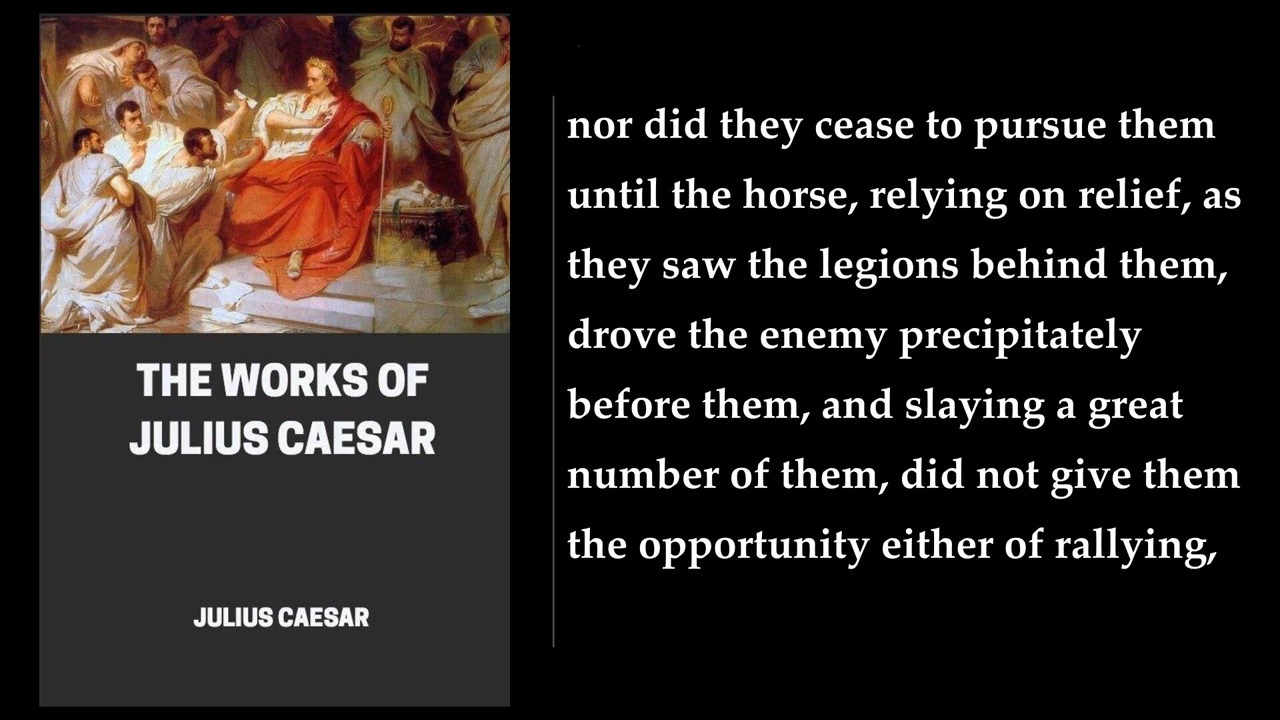 THE WORKS OF
JULIUS CAESAR
JULIUS CAESAR
nor did they cease to pursue them
until the horse, relying on relief, as
they saw the legions behind them,
drove the enemy precipitately
before them, and slaying a great
number of them, did not give them
the opportunity either of rallying,